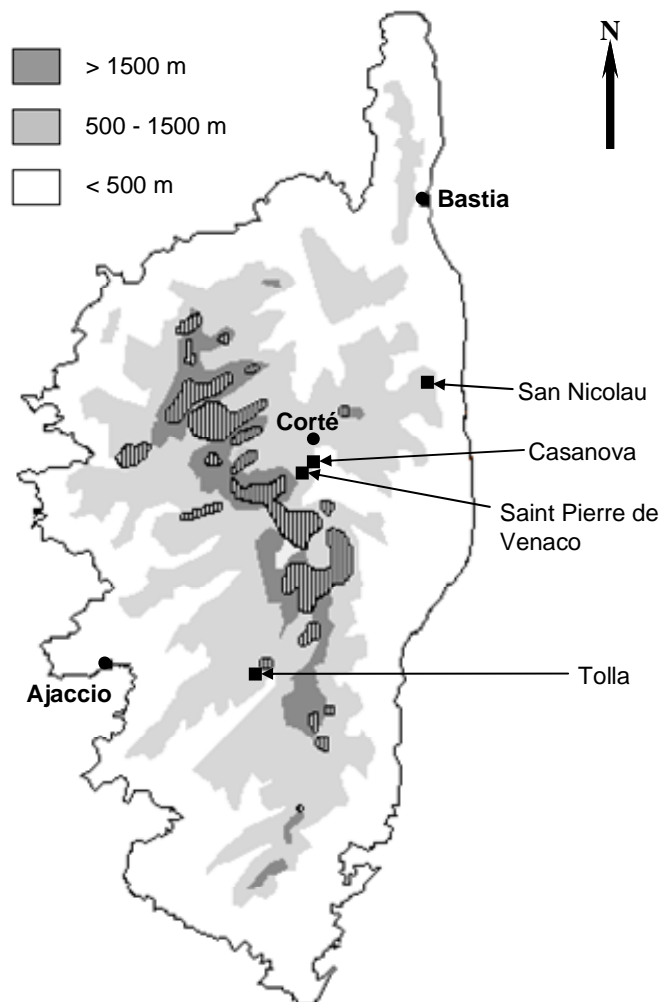 N
> 1500 m
500 - 1500 m
< 500 m
Bastia
San Nicolau
Corté
Casanova
Saint Pierre de
Venaco
Ajaccio
Tolla